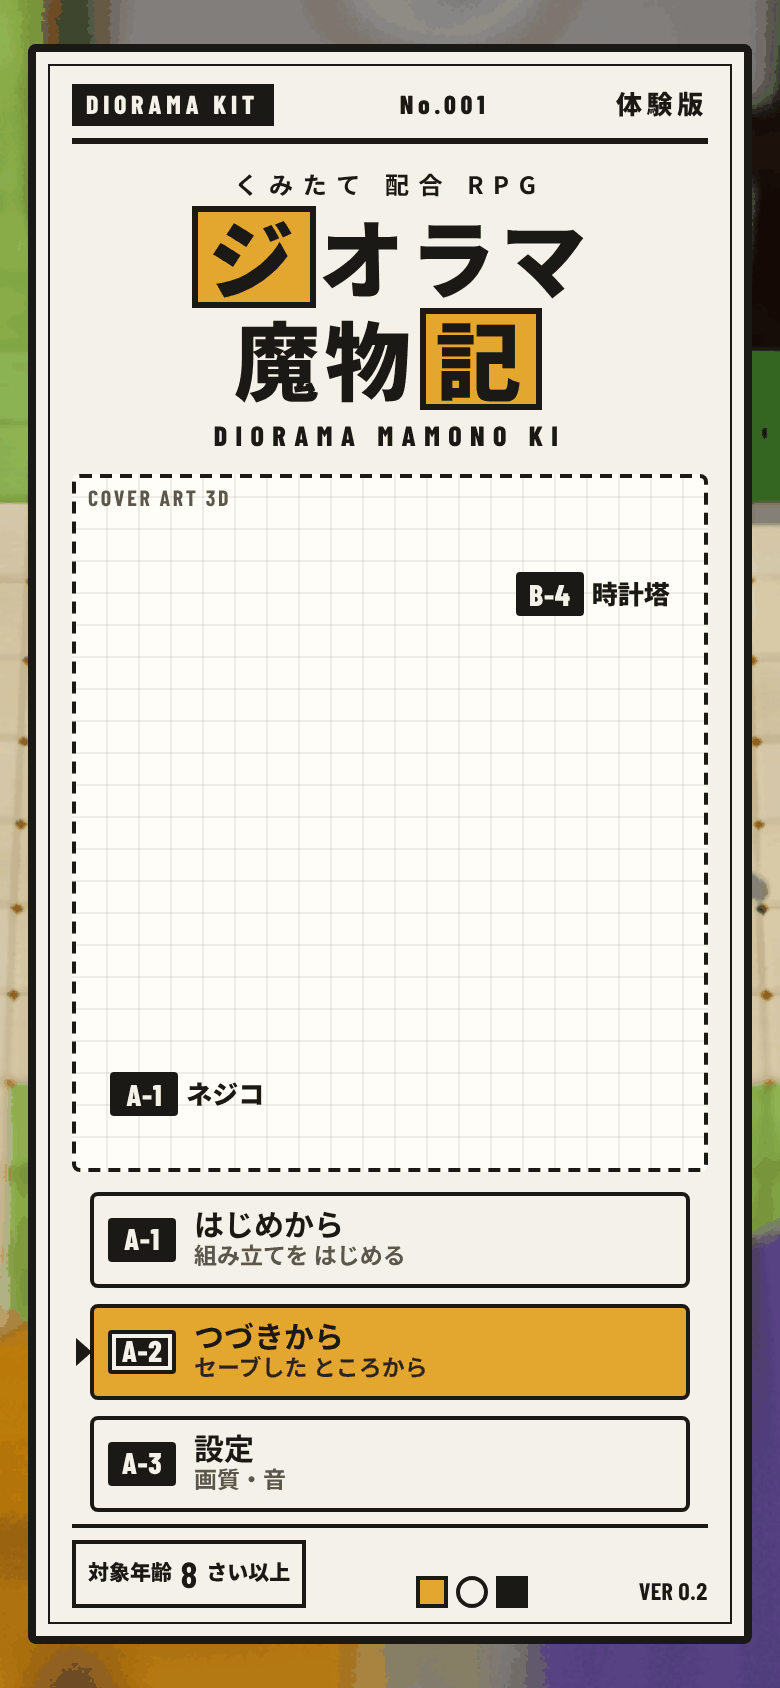 DIORAMA KIT No.001 体験版
くみたて 配合 RPG
ジオラマ
魔物記
DIORAMA MAMONO KI
COVER ART 3D
B-4 時計塔
A-1 ネジコ
A-1 はじめから
組み立てを はじめる
A-2 つづきから
セーブした ところから
A-3 設定
画質・音
対象年齢 8 さい以上
VER 0.2